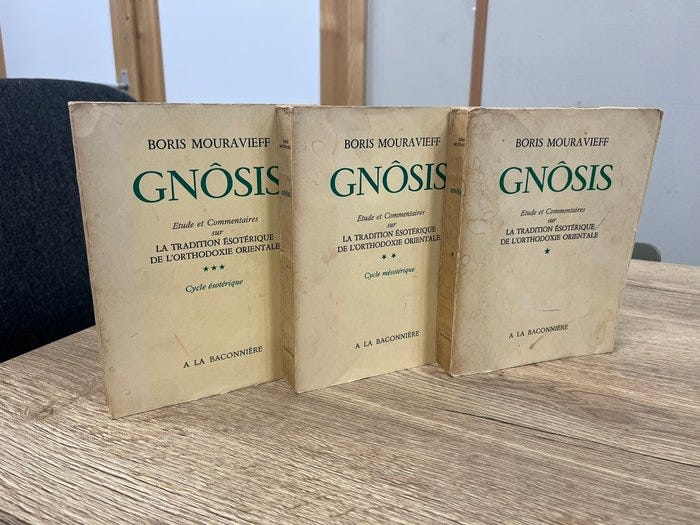 BORIS MOURAVIEFF
GNÔSIS
Etude et Commentaires
sur
LA TRADITION ÉSOTÉRIQUE
DE L'ORTHODOXIE ORIENTALE
★★★
Cycle ésotérique
A LA BACONNIÈRE
BORIS MOURAVIEFF
GNÔSIS
Etude et Commentaires
sur
LA TRADITION ÉSOTÉRIQUE
DE L'ORTHODOXIE ORIENTALE
★★
Cycle mésotérique
A LA BACONNIÈRE
BORIS MOURAVIEFF
GNÔSIS
Etude et Commentaires
sur
LA TRADITION ÉSOTÉRIQUE
DE L'ORTHODOXIE ORIENTALE
★
A LA BACONNIÈRE